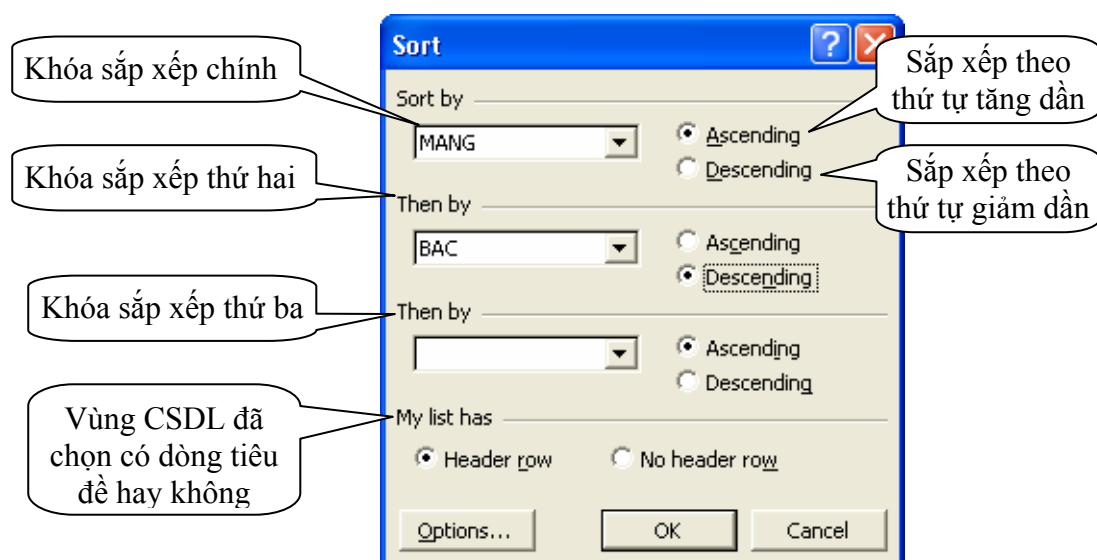 Sort
Khóa sắp xếp chính
Sắp xếp theo
thứ tự tăng dần
Sort by
MANG
Ascending
Descending
Khóa sắp xếp thứ hai
Sắp xếp theo
thứ tự giảm dần
Then by
BAC
Ascending
Descending
Khóa sắp xếp thứ ba
Then by
Ascending
Descending
Vùng CSDL đã
chọn có dòng tiêu
đề hay không
My list has
Header row
No header row
Options...
OK
Cancel